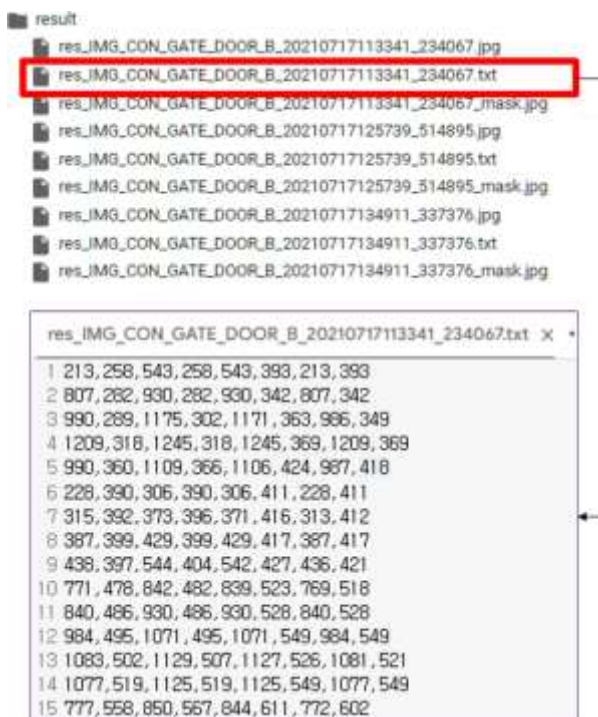 result
res_IMG_CON_GATE_DOOR_B_20210717113341_234067.jpg
res_IMG_CON_GATE_DOOR_B_20210717113341_234067.txt
res_IMG_CON_GATE_DOOR_B_20210717113341_234067_mask.jpg
res_IMG_CON_GATE_DOOR_B_20210717125739_514895.jpg
res_IMG_CON_GATE_DOOR_B_20210717125739_514895.txt
res_IMG_CON_GATE_DOOR_B_20210717125739_514895_mask.jpg
res_IMG_CON_GATE_DOOR_B_20210717134911_337376.jpg
res_IMG_CON_GATE_DOOR_B_20210717134911_337376.txt
res_IMG_CON_GATE_DOOR_B_20210717134911_337376_mask.jpg
res_IMG_CON_GATE_DOOR_B_20210717113341_234067.txt ×
1 213,258,543,258,543,393,213,393
2 807,282,930,282,930,342,807,342
3 990,289,1175,302,1171,363,986,349
4 1209,318,1245,318,1245,369,1209,369
5 990,360,1109,366,1106,424,987,418
6 228,390,306,390,306,411,228,411
7 315,392,373,396,371,416,313,412
8 387,399,429,399,429,417,387,417
9 438,397,544,404,542,427,436,421
10 771,478,842,482,839,523,769,518
11 840,486,930,486,930,528,840,528
12 984,495,1071,495,1071,549,984,549
13 1083,502,1129,507,1127,526,1081,521
14 1077,519,1125,519,1125,549,1077,549
15 777,558,850,567,844,611,772,602